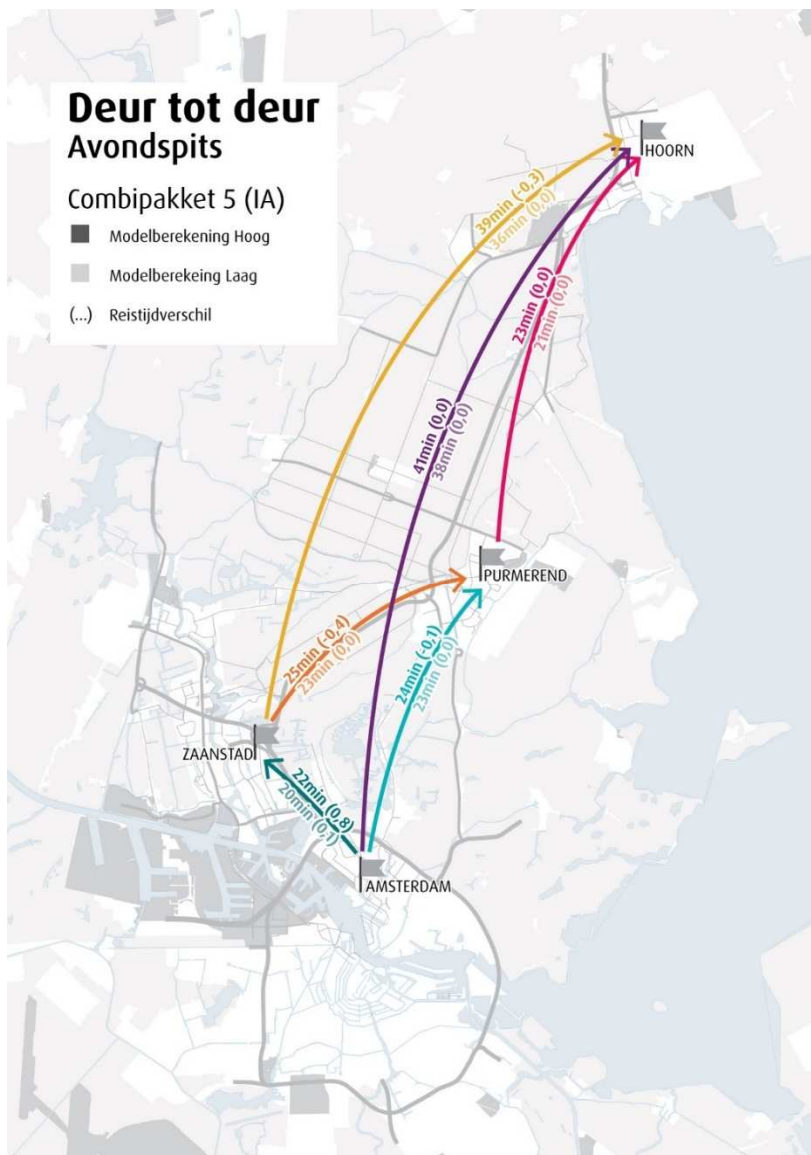 Deur tot deur
Avondspits
Combipakket 5 (IA)
Modelberekening Hoog
Modelberekeing Laag
(...) Reistijdverschil
HOORN
39min (-0,3)
36min (0,0)
23min (0,0)
21min (0,0)
41min (0,0)
38min (0,0)
PURMEREND
25min (-0,4)
23min (0,0)
24min (-0,1)
23min (0,0)
ZAANSTAD
22min (0,8)
20min (0,1)
AMSTERDAM